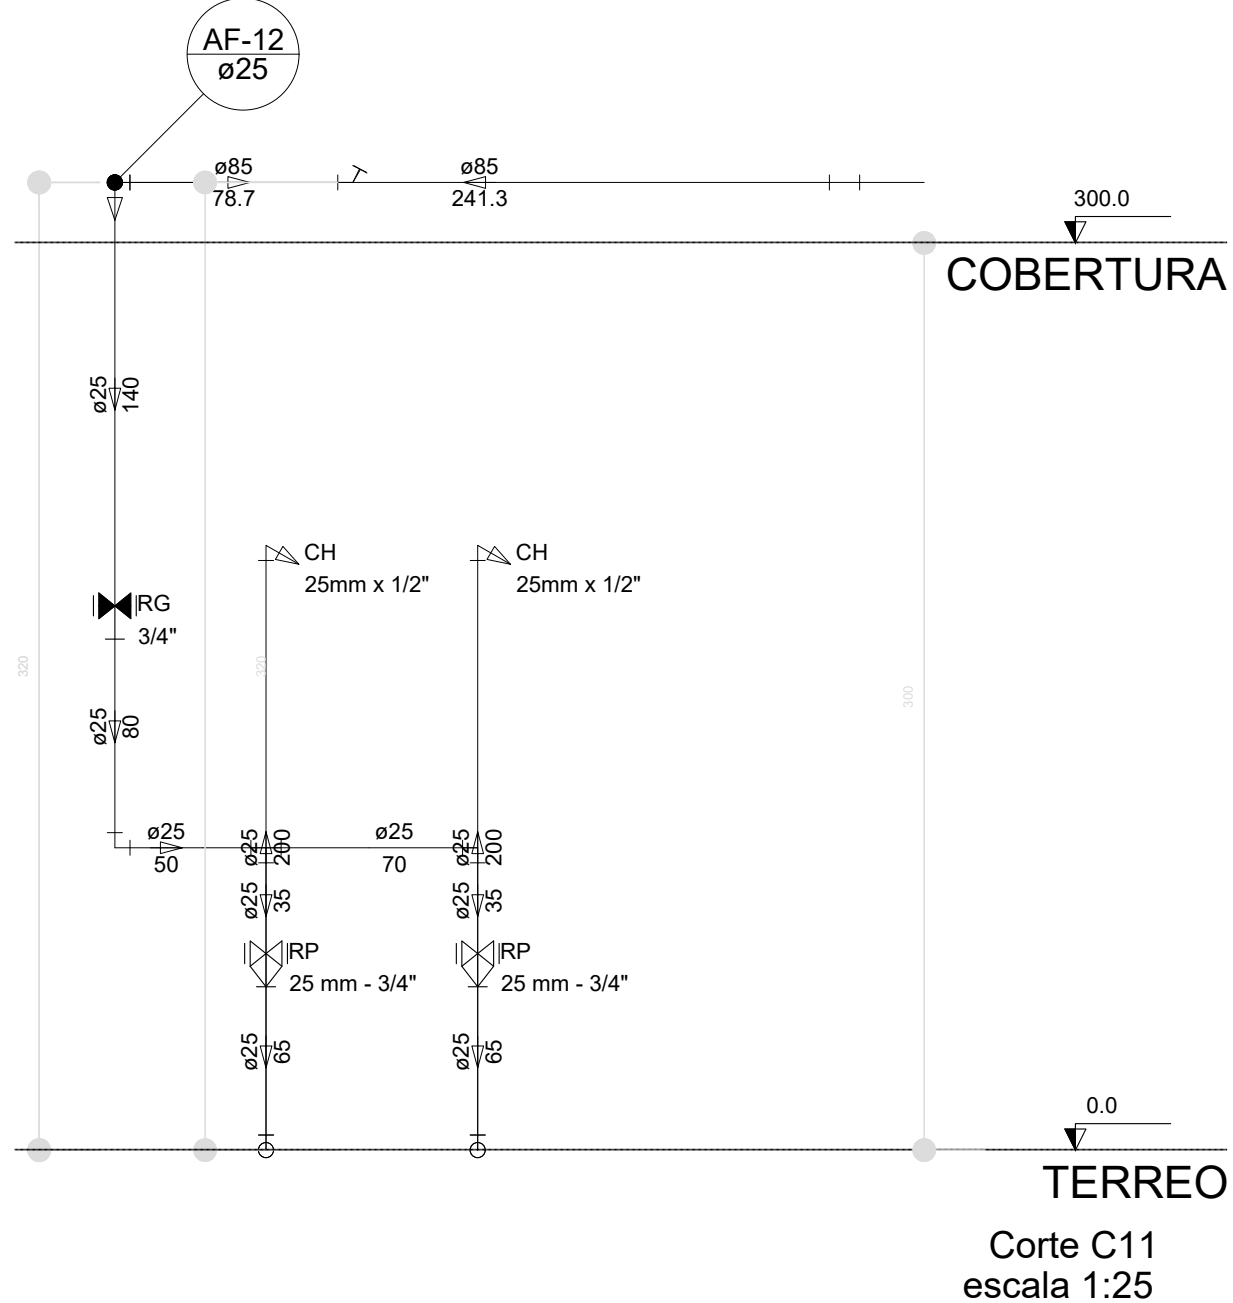 AF-12
ø25
ø85
78.7
ø85
241.3
300.0
COBERTURA
ø25
140
CH
25mm x 1/2"
CH
25mm x 1/2"
RG
3/4"
320
320
300
ø25
80
ø25
50
ø25
200
ø25
70
ø25
200
ø25
35
ø25
35
RP
25 mm - 3/4"
RP
25 mm - 3/4"
ø25
65
ø25
65
0.0
TERREO
Corte C11
escala 1:25